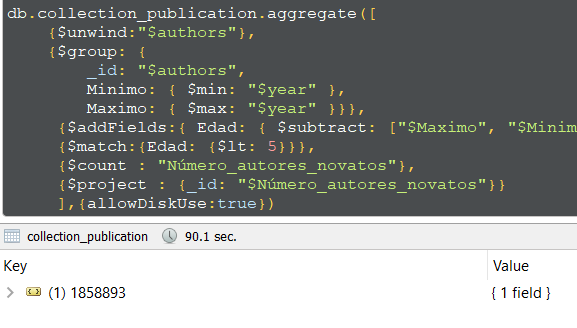 db.collection_publication.aggregate([
{$unwind:"$authors"},
{$group: {
_id: "$authors",
Minimo: { $min: "$year" },
Maximo: { $max: "$year" }}},
{$addFields:{ Edad: { $subtract: ["$Maximo", "$Minim
{$match:{Edad: {$lt: 5}}},
{$count : "Número_autores_novatos"},
{$project : {_id: "$Número_autores_novatos"}}
],{allowDiskUse:true})
collection_publication 90.1 sec.
Key Value
(1) 1858893 { 1 field }